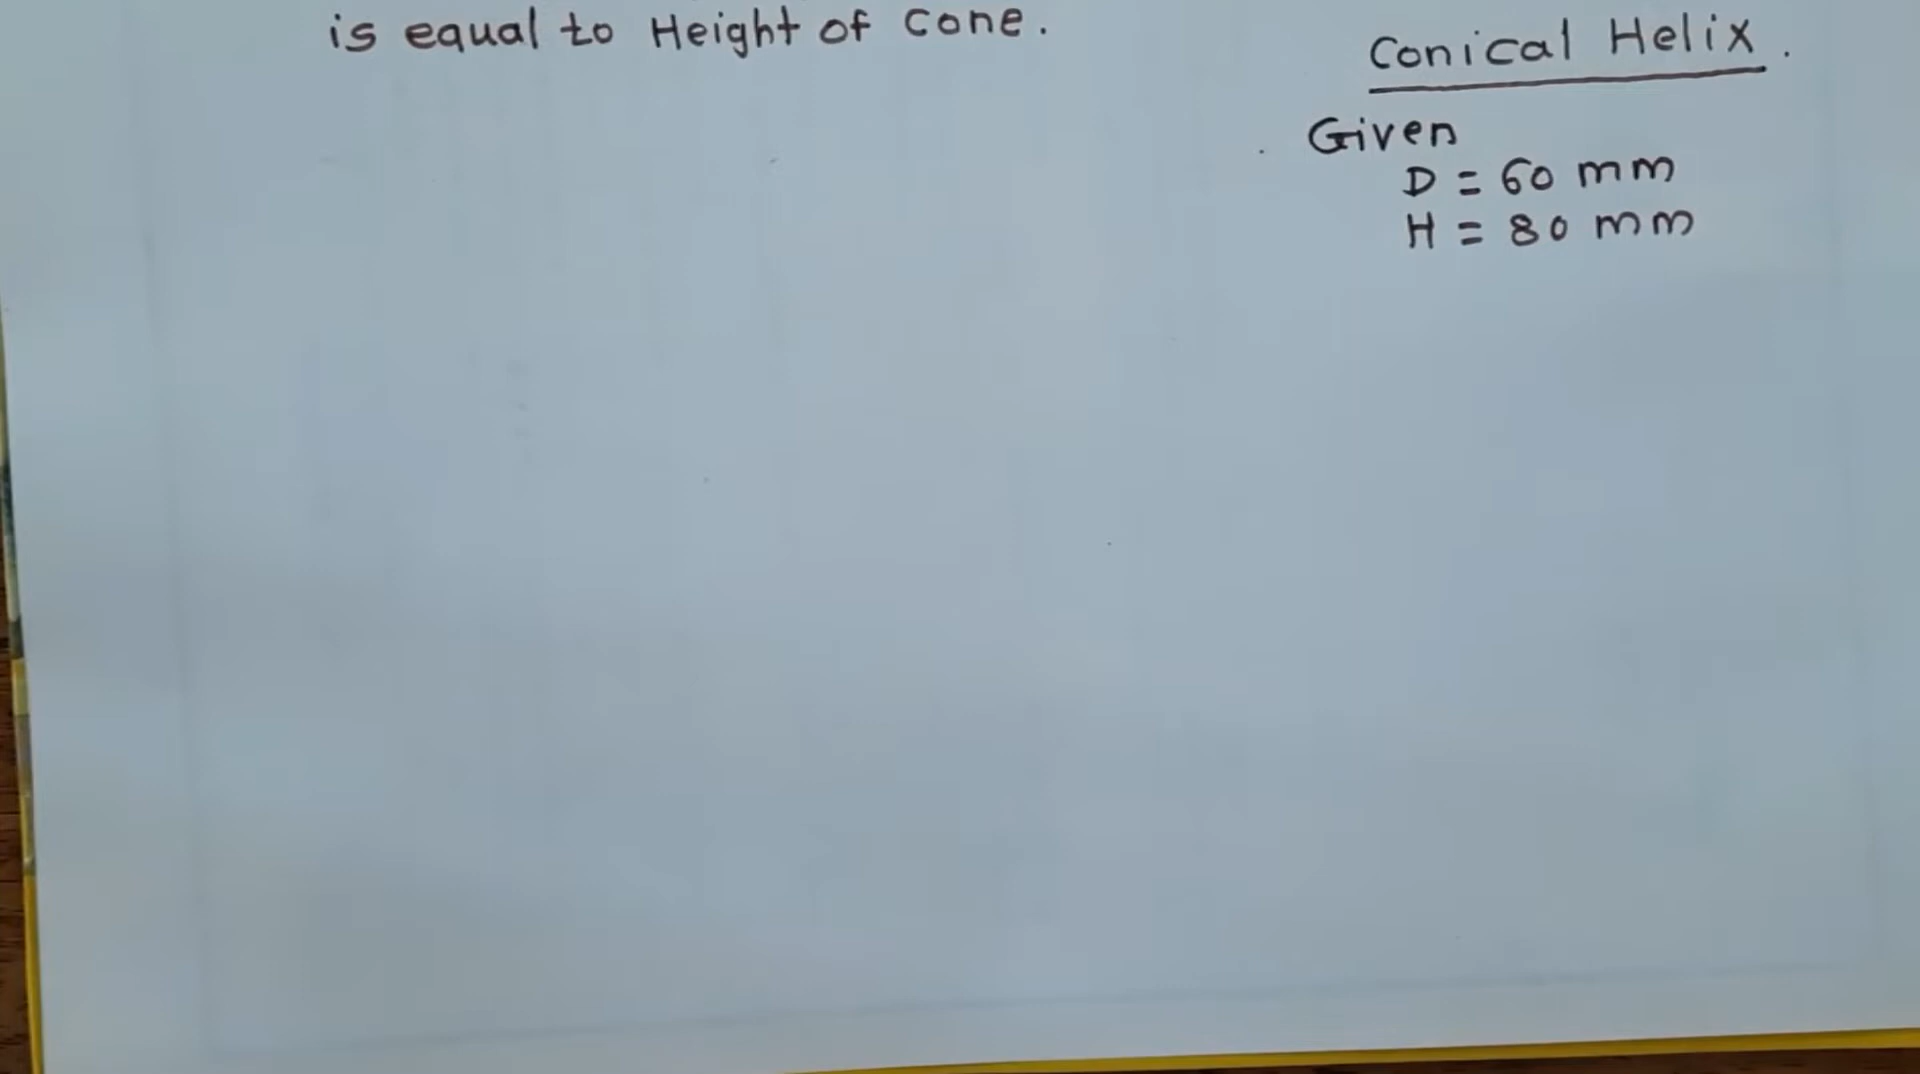 is equal to Height of cone.
Conical Helix.
Given
D = 60 mm
H = 80 mm